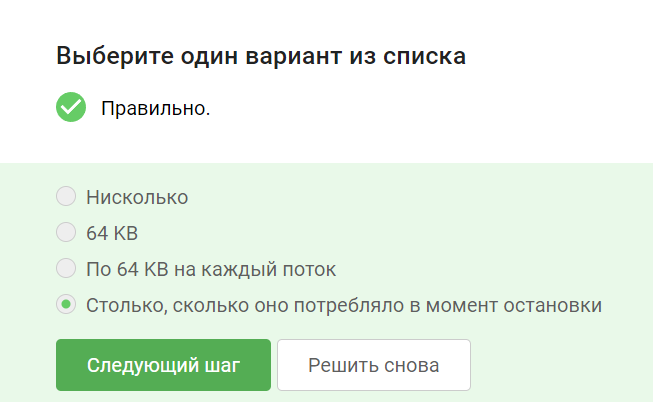 Выберите один вариант из списка
Правильно.
Нисколько
64 KB
По 64 KB на каждый поток
Столько, сколько оно потребляло в момент остановки
Следующий шаг
Решить снова